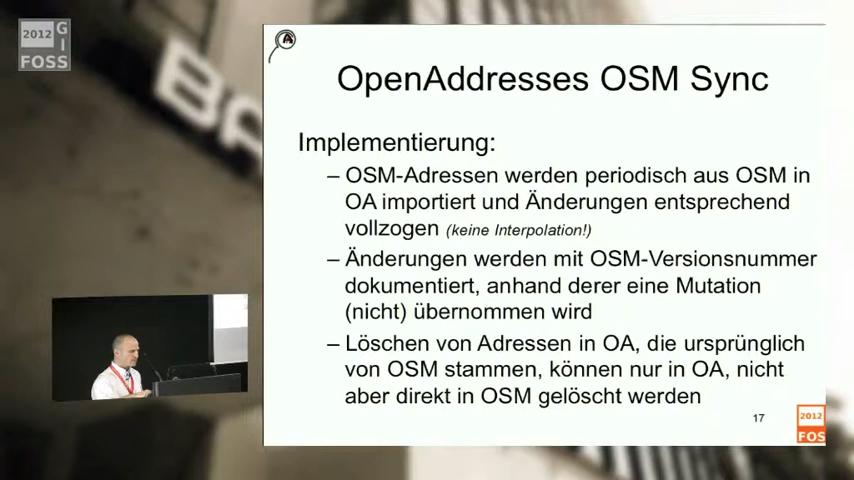 2012 G
I
FOSS
BA
A
OpenAddresses OSM Sync
Implementierung:
– OSM-Adressen werden periodisch aus OSM in
OA importiert und Änderungen entsprechend
vollzogen (keine Interpolation!)
– Änderungen werden mit OSM-Versionsnummer
dokumentiert, anhand derer eine Mutation
(nicht) übernommen wird
– Löschen von Adressen in OA, die ursprünglich
von OSM stammen, können nur in OA, nicht
aber direkt in OSM gelöscht werden
17
2012
FOS